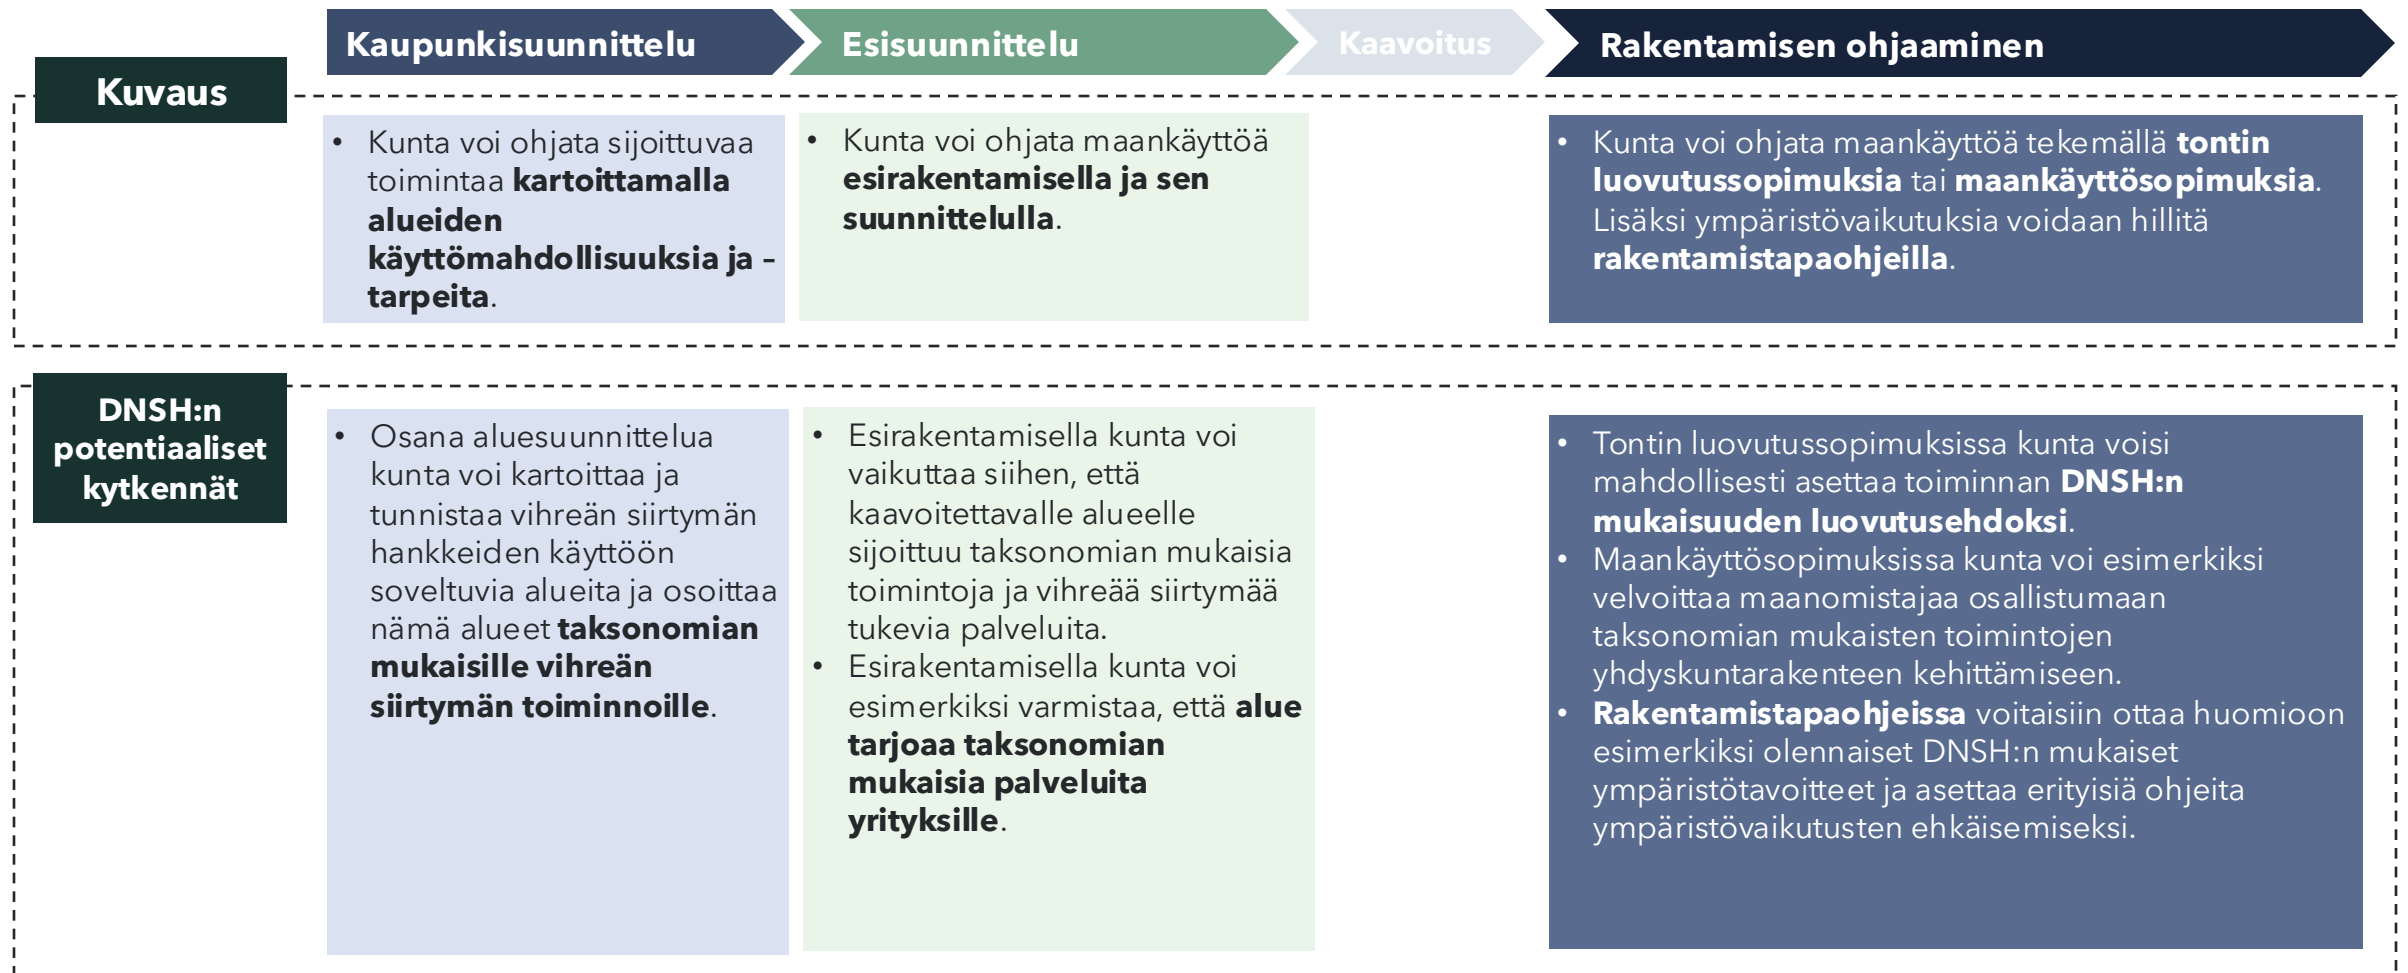 Kaupunkisuunnittelu
Esisuunnittelu
Kaavoitus
Rakentamisen ohjaaminen
Kuvaus
• Kunta voi ohjata sijoittuvaa
toimintaa kartoittamalla
alueiden
käyttömahdollisuuksia ja –
tarpeita.
• Kunta voi ohjata maankäyttöä
esirakentamisella ja sen
suunnittelulla.
• Kunta voi ohjata maankäyttöä tekemällä tontin
luovutussopimuksia tai maankäyttösopimuksia.
Lisäksi ympäristövaikutuksia voidaan hillitä
rakentamistapaohjeilla.
DNSH:n
potentiaaliset
kytkennät
• Osana aluesuunnittelua
kunta voi kartoittaa ja
tunnistaa vihreän siirtymän
hankkeiden käyttöön
soveltuvia alueita ja osoittaa
nämä alueet taksonomian
mukaisille vihreän
siirtymän toiminnoille.
• Esirakentamisella kunta voi
vaikuttaa siihen, että
kaavoitettavalle alueelle
sijoittuu taksonomian mukaisia
toimintoja ja vihreää siirtymää
tukevia palveluita.
• Esirakentamisella kunta voi
esimerkiksi varmistaa, että alue
tarjoaa taksonomian
mukaisia palveluita
yrityksille.
• Tontin luovutussopimuksissa kunta voisi
mahdollisesti asettaa toiminnan DNSH:n
mukaisuuden luovutusehdoksi.
• Maankäyttösopimuksissa kunta voi esimerkiksi
velvoittaa maanomistajaa osallistumaan
taksonomian mukaisten toimintojen
yhdyskuntarakenteen kehittämiseen.
• Rakentamistapaohjeissa voitaisiin ottaa huomioon
esimerkiksi olennaiset DNSH:n mukaiset
ympäristötavoitteet ja asettaa erityisiä ohjeita
ympäristövaikutusten ehkäisemiseksi.